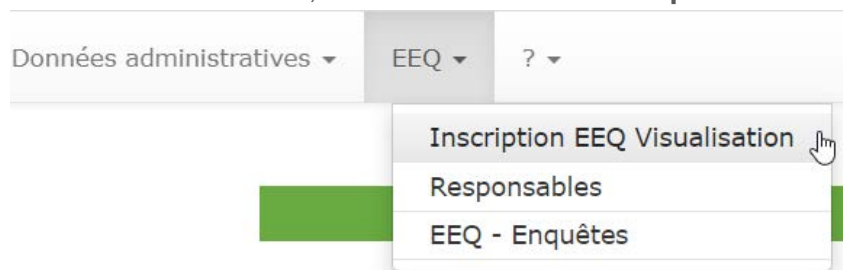 Données administratives
EEQ
?
Inscription EEQ Visualisation
Responsables
EEQ - Enquêtes